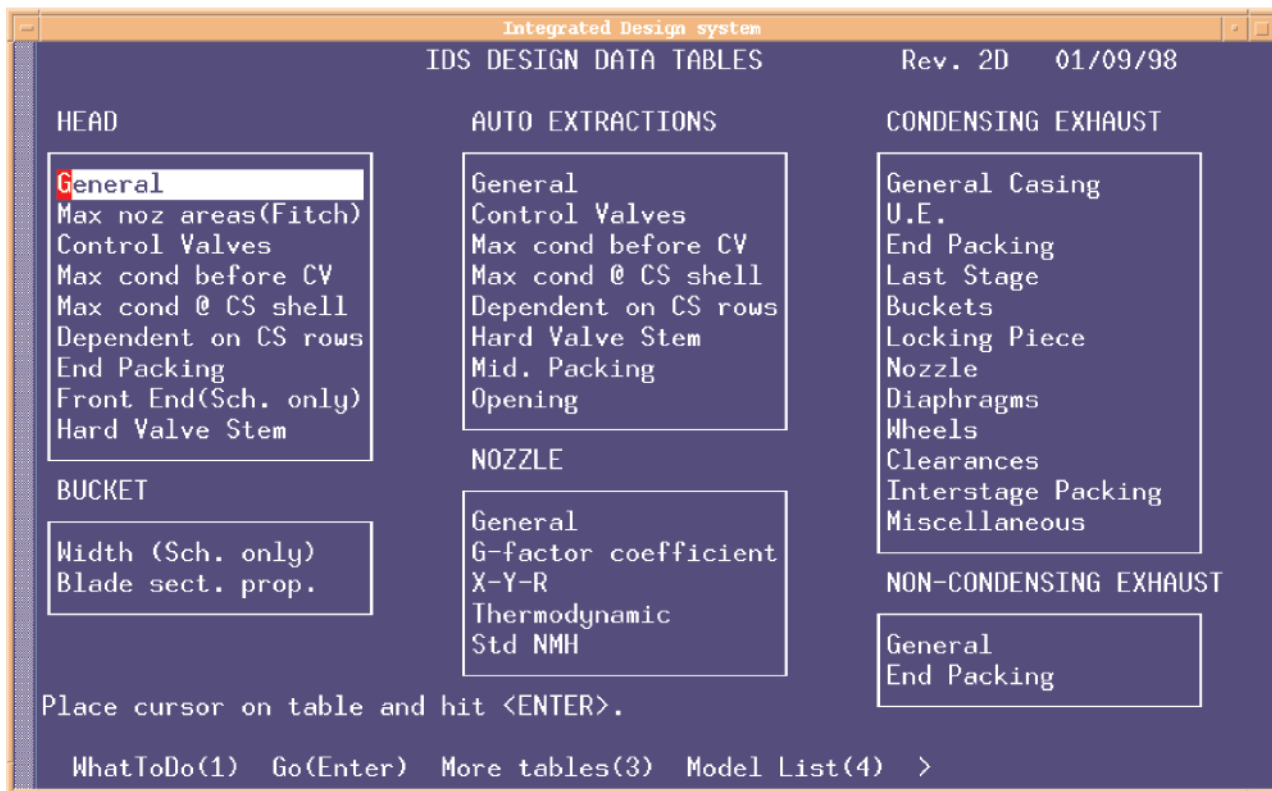 Integrated Design system
IDS DESIGN DATA TABLES Rev. 2D 01/09/98
HEAD
General
Max noz areas(Fitch)
Control Valves
Max cond before CV
Max cond @ CS shell
Dependent on CS rows
End Packing
Front End(Sch. only)
Hard Valve Stem
BUCKET
Width (Sch. only)
Blade sect. prop.
AUTO EXTRACTIONS
General
Control Valves
Max cond before CV
Max cond @ CS shell
Dependent on CS rows
Hard Valve Stem
Mid. Packing
Opening
NOZZLE
General
G-factor coefficient
X-Y-R
Thermodynamic
Std NMH
CONDENSING EXHAUST
General Casing
U.E.
End Packing
Last Stage
Buckets
Locking Piece
Nozzle
Diaphragms
Wheels
Clearances
Interstage Packing
Miscellaneous
NON-CONDENSING EXHAUST
General
End Packing
Place cursor on table and hit <ENTER>.
WhatToDo(1) Go(Enter) More tables(3) Model List(4) >